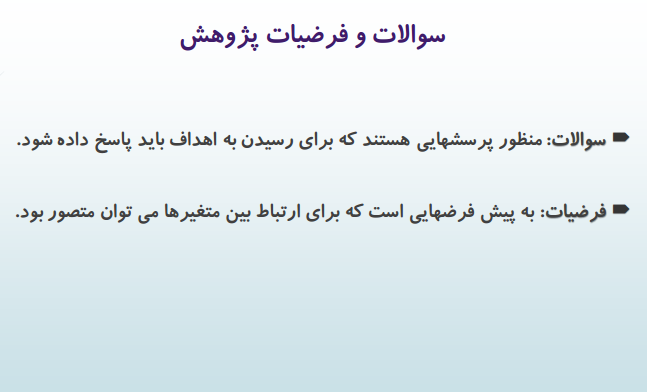 سوالات و فرضیات پژوهش
سوالات: منظور پرسشهایی هستند که برای رسیدن به اهداف باید پاسخ داده شود.
فرضیات: به پیش فرضهایی است که برای ارتباط بین متغیرها می توان متصور بود.